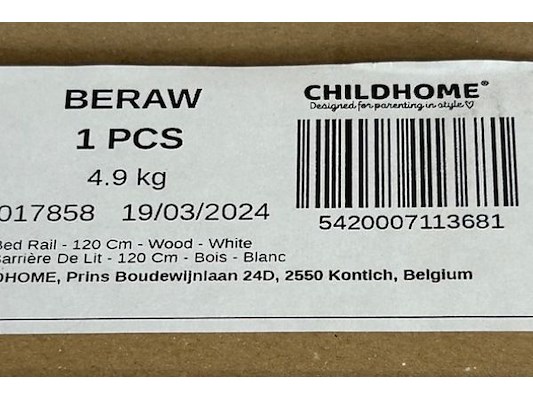 BERAW
1 PCS
4.9 kg
017858 19/03/2024
Bed Rail - 120 Cm - Wood - White
Barrière De Lit - 120 Cm - Bois - Blanc
DHOME, Prins Boudewijnlaan 24D, 2550 Kontich, Belgium
CHILDHOME®
Designed for parenting in style
5420007113681